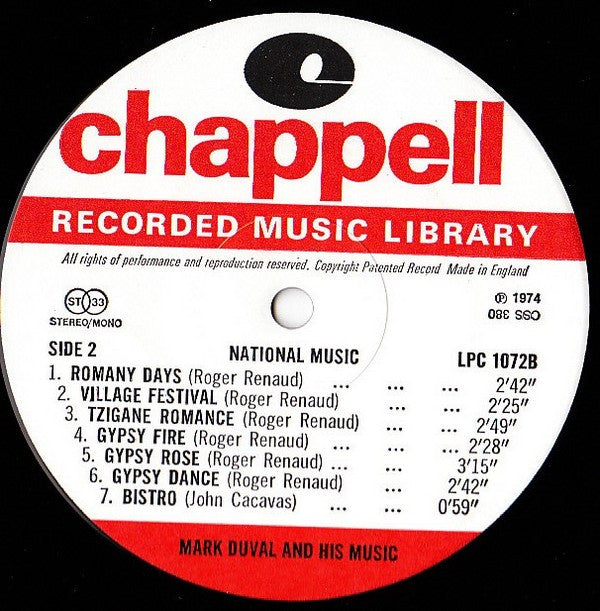 chappell
RECORDED MUSIC LIBRARY
All rights of performance and reproduction reserved. Copyright Patented Record Made in England
ST 33
STEREO/MONO
℗ 1974
OSS 380
SIDE 2 NATIONAL MUSIC LPC 1072B
1. ROMANY DAYS (Roger Renaud) ... ... ... 2'42"
2. VILLAGE FESTIVAL (Roger Renaud) ... ... 2'25"
3. TZIGANE ROMANCE (Roger Renaud) ... ... 2'49"
4. GYPSY FIRE (Roger Renaud) ... ... ... 2'28"
5. GYPSY ROSE (Roger Renaud) ... ... ... 3'15"
6. GYPSY DANCE (Roger Renaud) ... ... 2'42"
7. BISTRO (John Cacavas) ... ... ... 0'59"
MARK DUVAL AND HIS MUSIC